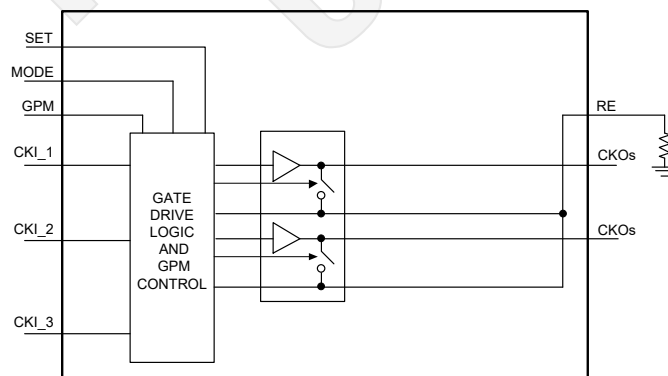 SET
MODE
GPM
RE
CKI_1
CKOs
GATE
DRIVE
LOGIC
AND
GPM
CONTROL
CKI_2
CKOs
CKI_3